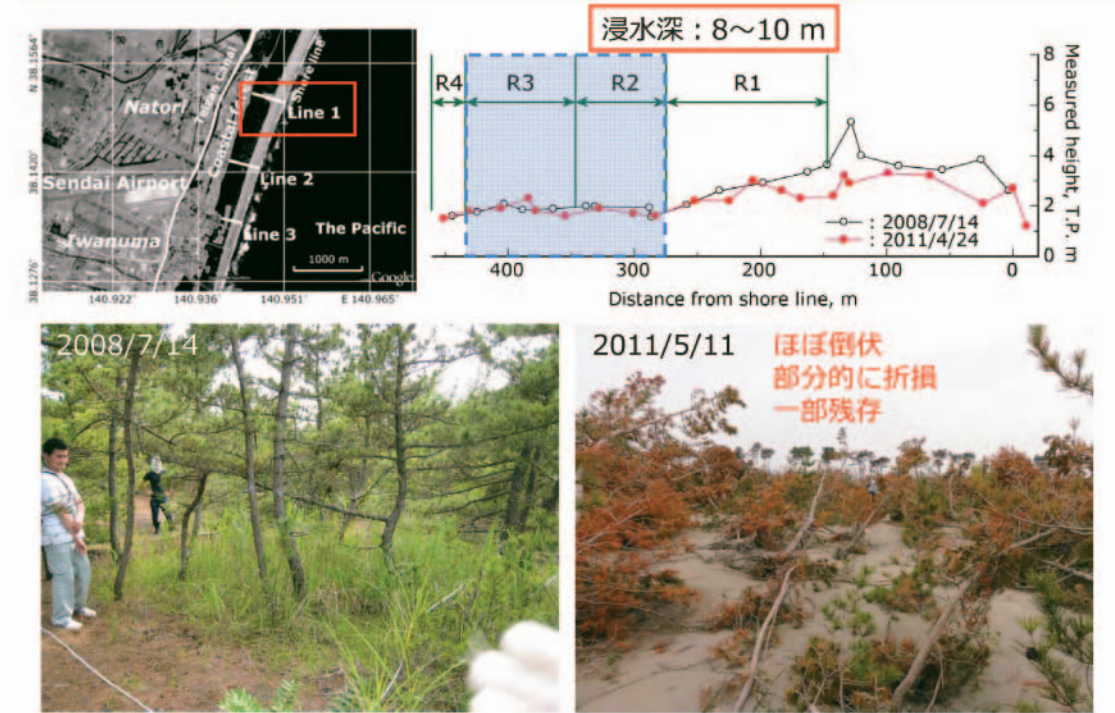 浸水深：8～10 m
N 38.1564°
38.1420°
38.1276°
Natori
Teizan Canal
Coastal forest
Shore line
Line 1
Sendai Airport
Line 2
Iwanuma
Line 3
The Pacific
1000 m
Google
140.922°
140.936°
140.951°
E 140.965°
R4
R3
R2
R1
8
6
4
2
0
Measured height, T.P. m
: 2008/7/14
: 2011/4/24
400
300
200
100
0
Distance from shore line, m
2008/7/14
2011/5/11
ほぼ倒伏
部分的に折損
一部残存